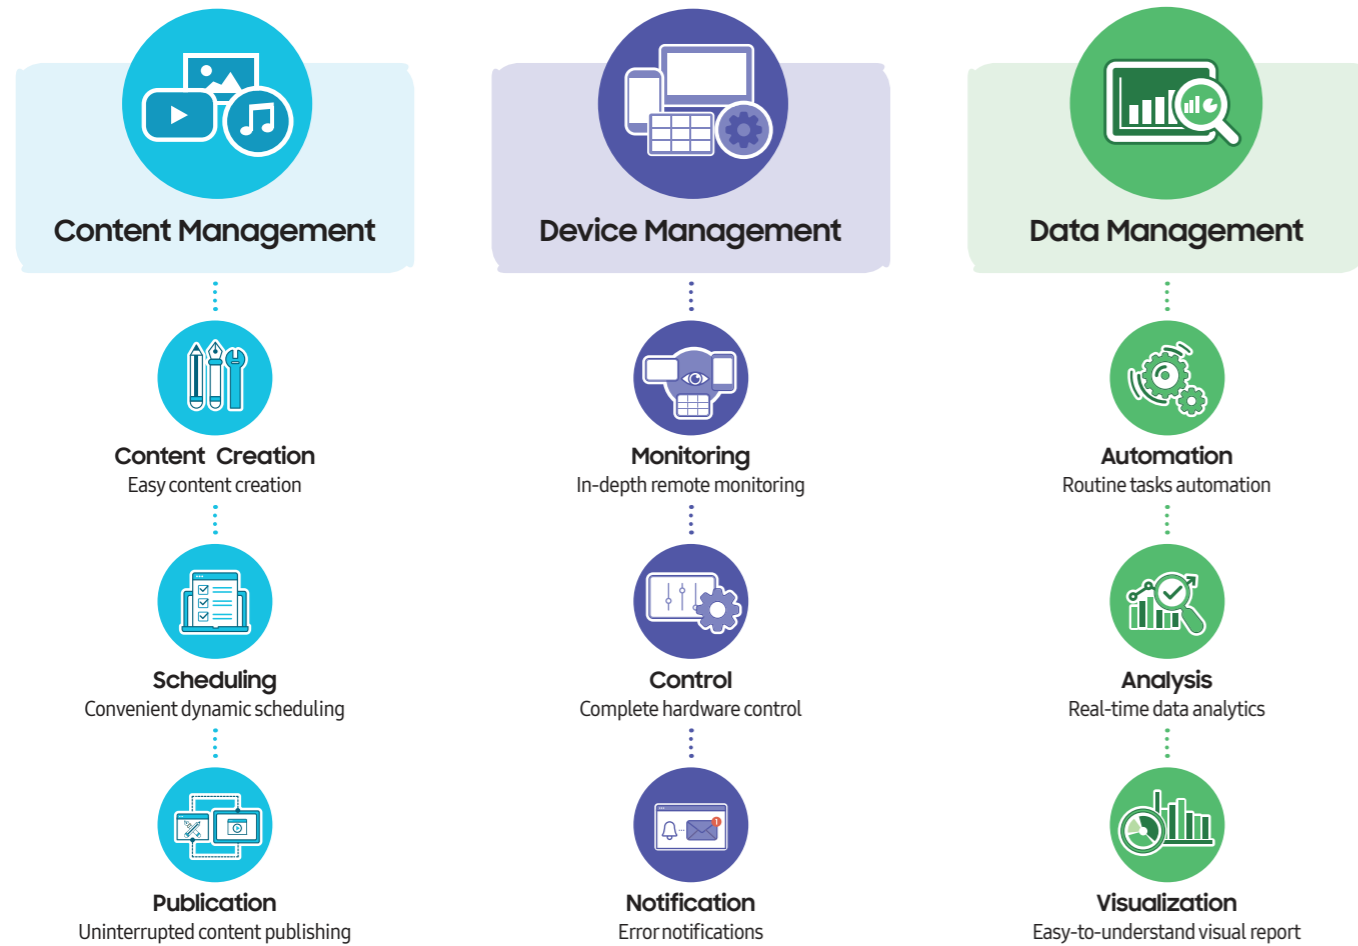 Content Management
Content Creation
Easy content creation
Scheduling
Convenient dynamic scheduling
Publication
Uninterrupted content publishing
Device Management
Monitoring
In-depth remote monitoring
Control
Complete hardware control
1
Notification
Error notifications
Data Management
Automation
Routine tasks automation
Analysis
Real-time data analytics
Visualization
Easy-to-understand visual report